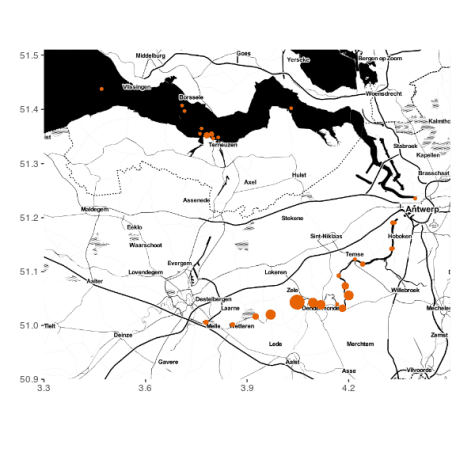 51.5
Middelburg
Goes
Yerseke
Bergen op Zoom
Vlissingen
Borssele
Woensdrecht
51.4
Kalmtho
ist
Terneuzen
Stabroek
Kapellen
51.3
Axel
Hulst
Brasschaat
Maldegem
Assenede
Antwerp
51.2
Stekene
Eeklo
Sint-Niklaas
Hoboken
Waarschoot
Temse
Evergem
51.1
Lovendegem
Lokeren
Aalter
Zele
Willebroek
Destelbergen
Laarne
Dendermonde
Mechelen
51.0
Tielt
Melle
Wetteren
Deinze
Zemst
Lede
Merchtem
Gavere
Aalst
Asse
Vilvoorde
50.9
3.3
3.6
3.9
4.2